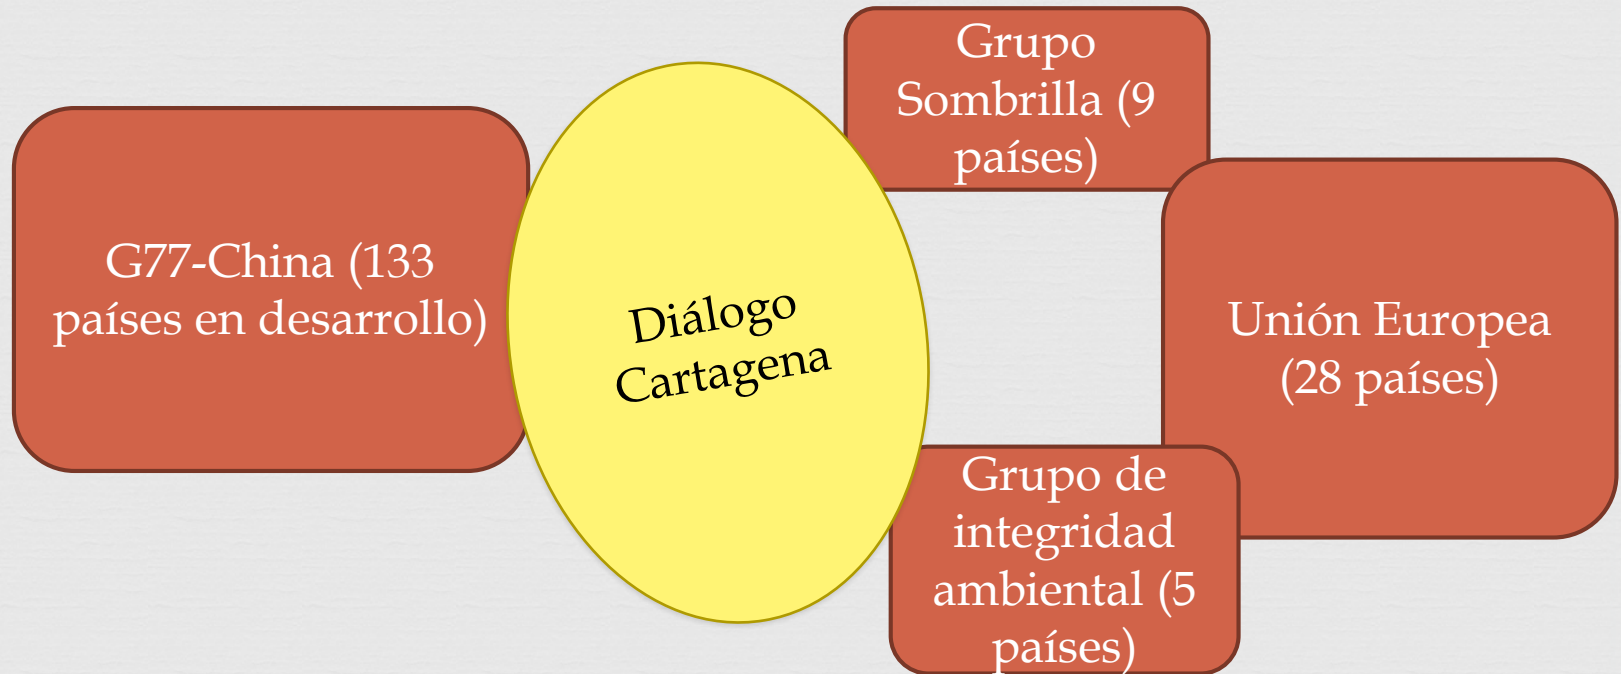 G77-China (133
países en desarrollo)
Diálogo
Cartagena
Grupo
Sombrilla (9
países)
Unión Europea
(28 países)
Grupo de
integridad
ambiental (5
países)